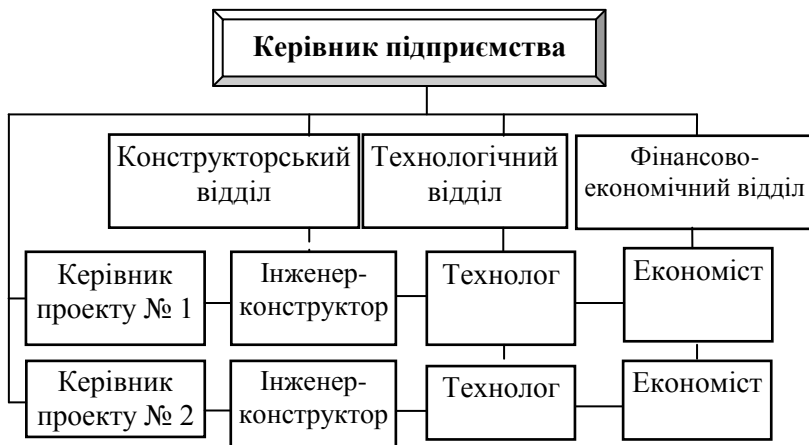 Керівник підприємства
Конструкторський
відділ
Технологічний
відділ
Фінансово-
економічний відділ
Керівник
проекту № 1
Інженер-
конструктор
Технолог
Економіст
Керівник
проекту № 2
Інженер-
конструктор
Технолог
Економіст